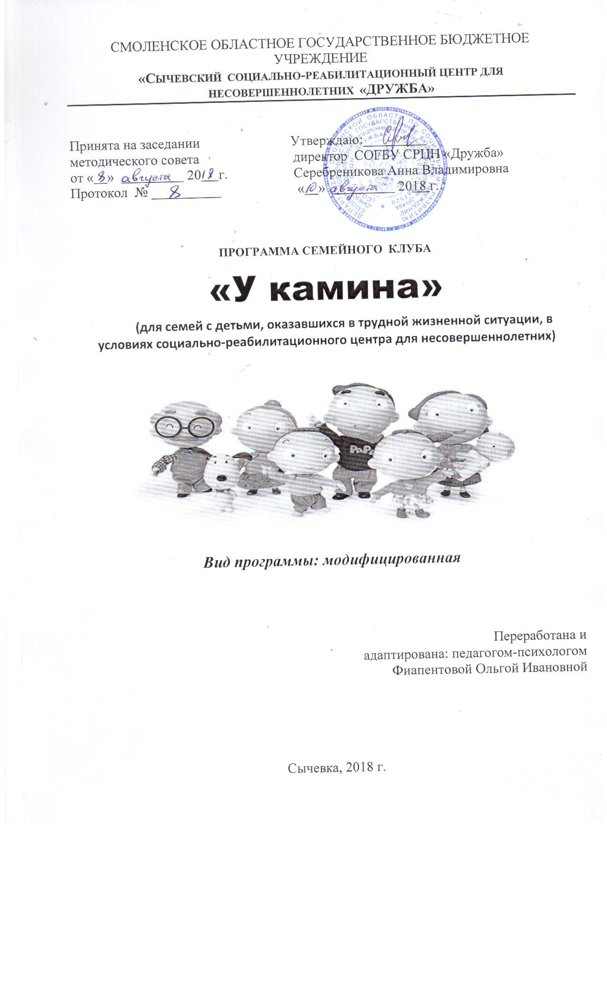 СМОЛЕНСКОЕ ОБЛАСТНОЕ ГОСУДАРСТВЕННОЕ БЮДЖЕТНОЕ
УЧРЕЖДЕНИЕ
«СЫЧЕВСКИЙ СОЦИАЛЬНО-РЕАБИЛИТАЦИОННЫЙ ЦЕНТР ДЛЯ
НЕСОВЕРШЕННОЛЕТНИХ «ДРУЖБА»
Принята на заседании
методического совета
от «8» августа 2018г.
Протокол № 8
Утверждаю:
директор СОГБУ СРЦН «Дружба»
Серебреникова Анна Владимировна
«10» августа 2018 г.
ПРОГРАММА СЕМЕЙНОГО КЛУБА
«У камина»
(для семей с детьми, оказавшихся в трудной жизненной ситуации, в
условиях социально-реабилитационного центра для несовершеннолетних)
PaPa
Вид программы: модифицированная
Переработана и
адаптирована: педагогом-психологом
Фиапентовой Ольгой Ивановной
Сычевка, 2018 г.